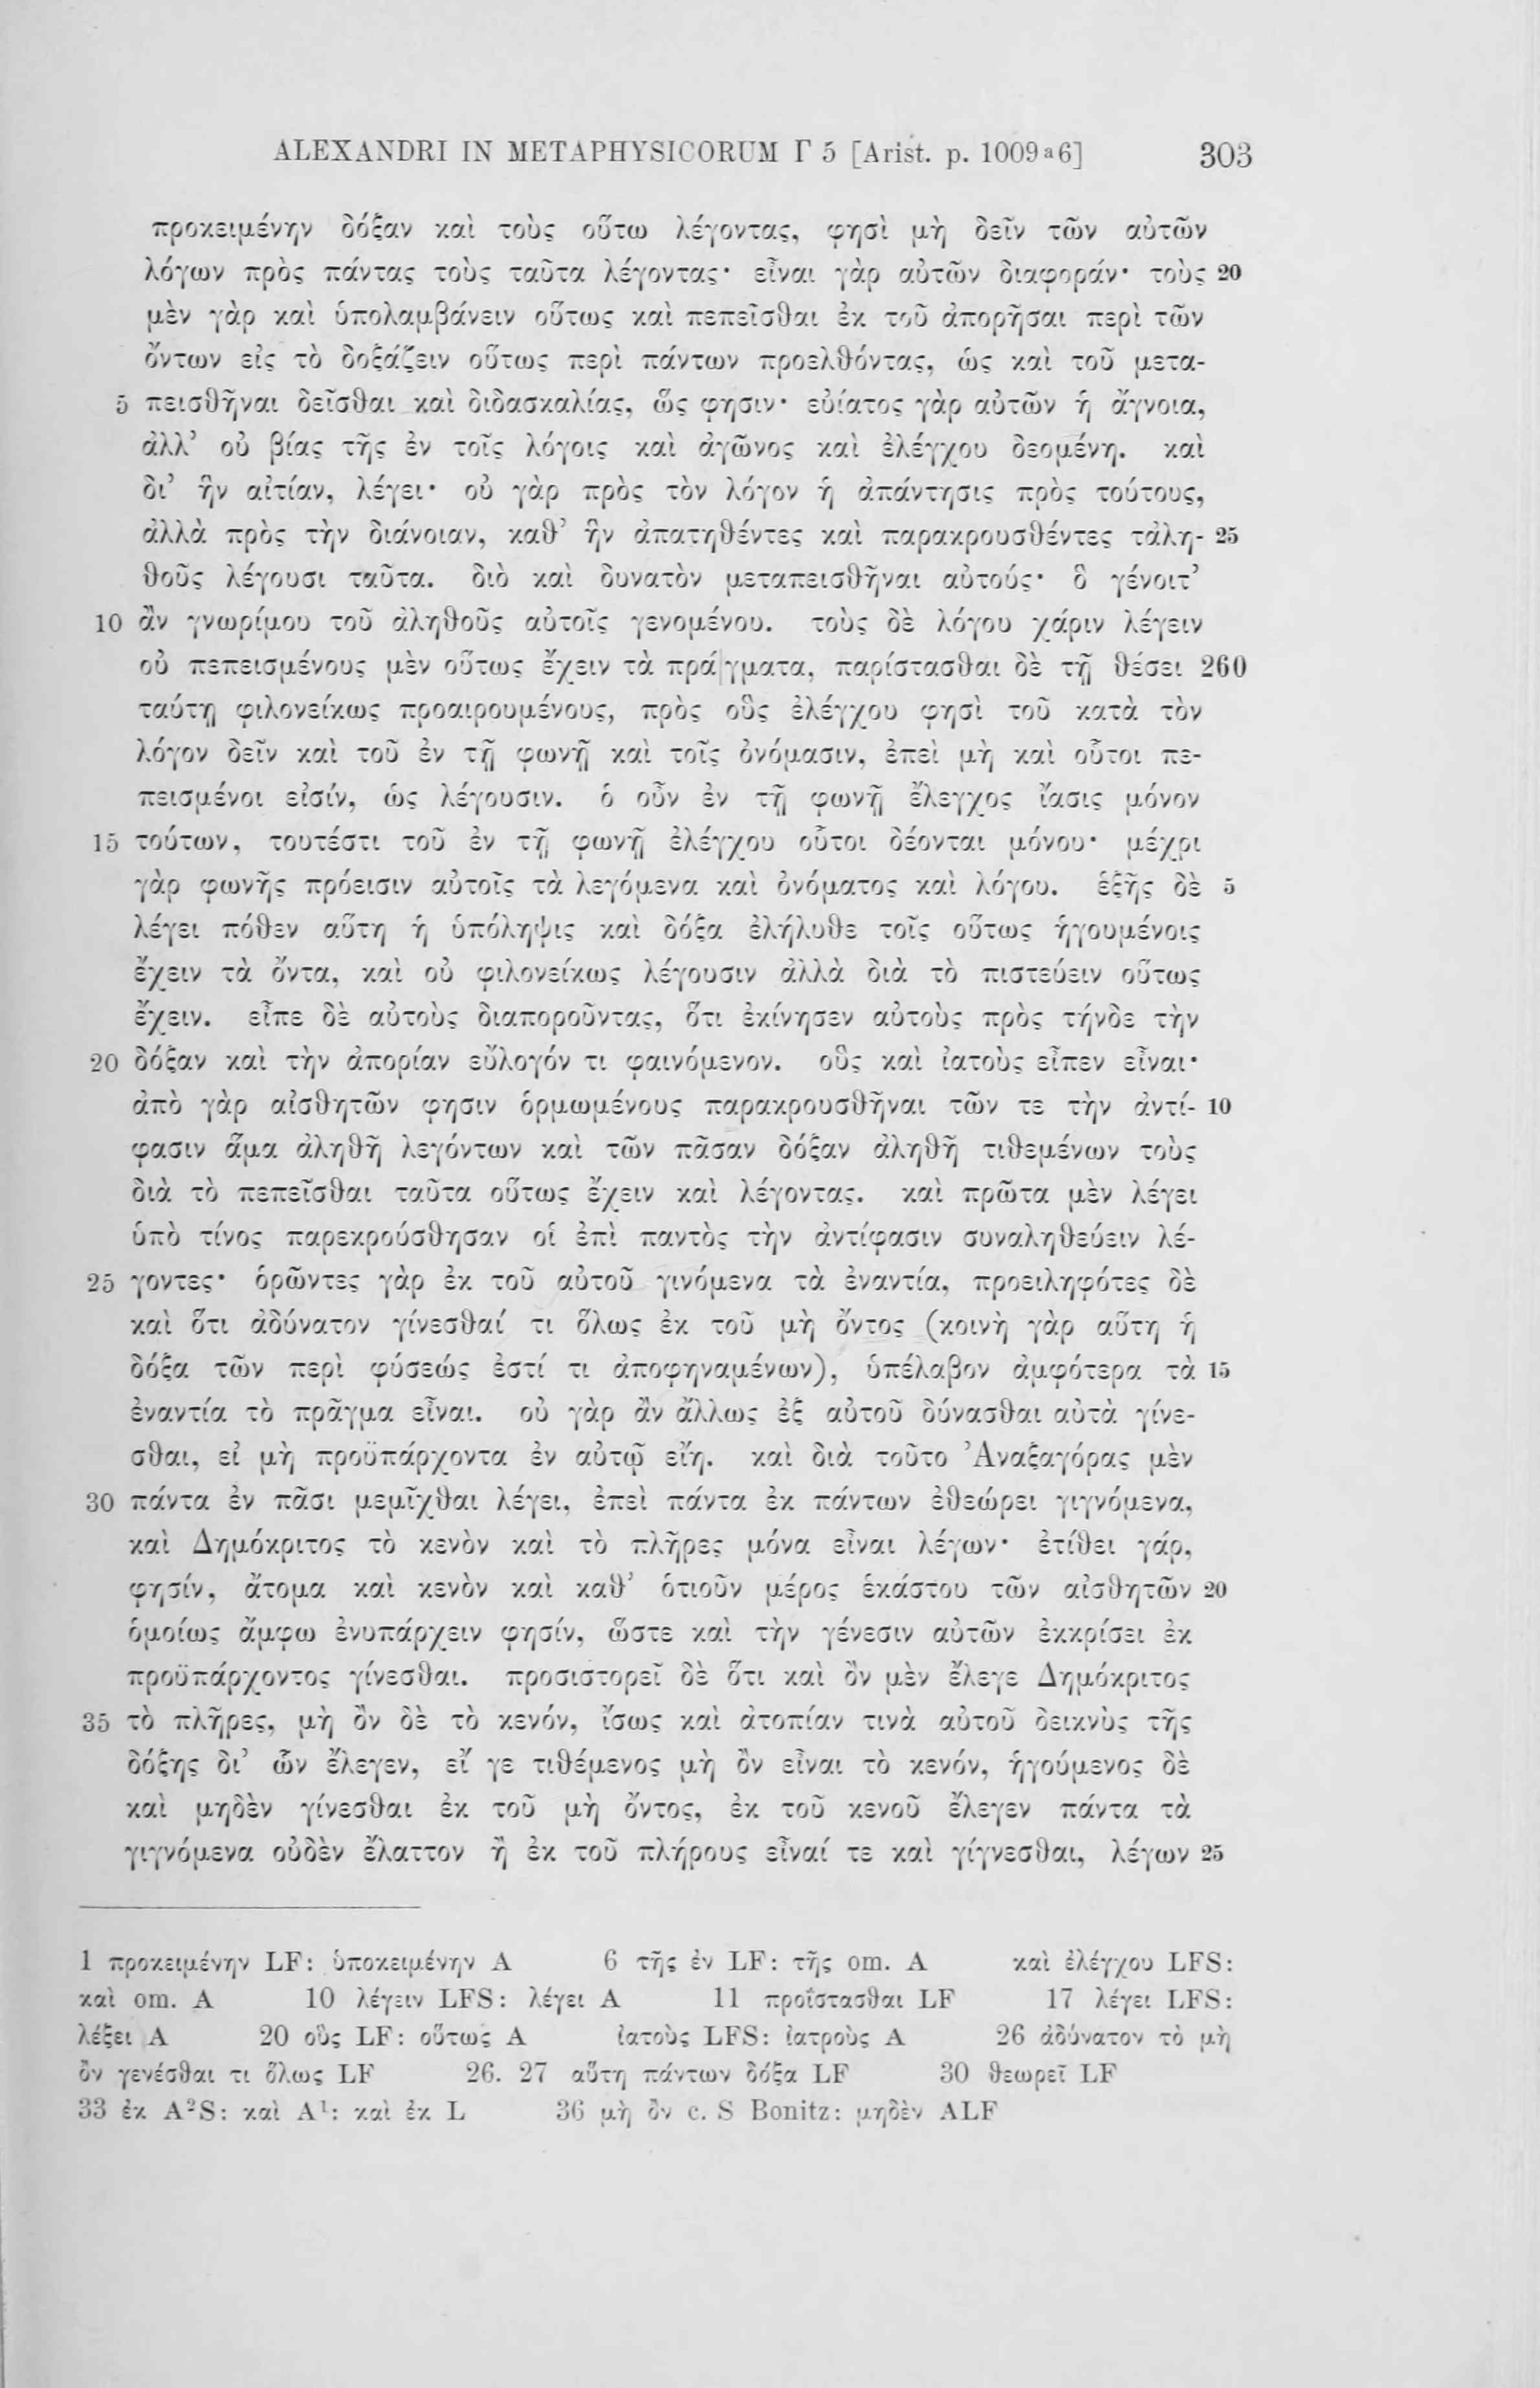 ALEXANDRI IN METAPHYSICORUM Γ 5 [Arist. p. 1009 a 6] 303
προκειμένην δόξαν καὶ τοὺς οὕτω λέγοντας, φησὶ μὴ δεῖν τῶν αὐτῶν
λόγων πρὸς πάντας τοὺς ταῦτα λέγοντας· εἶναι γὰρ αὐτῶν διαφοράν· τοὺς 20
μὲν γὰρ καὶ ὑπολαμβάνειν οὕτως καὶ πεπεῖσθαι ἐκ τοῦ ἀπορῆσαι περὶ τῶν
ὄντων εἰς τὸ δοξάζειν οὕτως περὶ πάντων προελθόντας, ὡς καὶ τοῦ μετα-
5 πεισθῆναι δεῖσθαι καὶ διδασκαλίας, ὥς φησιν· εὐίατος γὰρ αὐτῶν ἡ ἄγνοια,
ἀλλ’ οὐ βίας τῆς ἐν τοῖς λόγοις καὶ ἀγῶνος καὶ ἐλέγχου δεομένη. καὶ
δι’ ἣν αἰτίαν, λέγει· οὐ γὰρ πρὸς τὸν λόγον ἡ ἀπάντησις πρὸς τούτους,
ἀλλὰ πρὸς τὴν διάνοιαν, καθ’ ἣν ἀπατηθέντες καὶ παρακρουσθέντες τἀλη- 25
θοῦς λέγουσι ταῦτα. διὸ καὶ δυνατὸν μεταπεισθῆναι αὐτούς· ὃ γένοιτ’
10 ἂν γνωρίμου τοῦ ἀληθοῦς αὐτοῖς γενομένου. τοὺς δὲ λόγου χάριν λέγειν
οὐ πεπεισμένους μὲν οὕτως ἔχειν τὰ πρά|γματα, παρίστασθαι δὲ τῇ θέσει 260
ταύτῃ φιλονείκως προαιρουμένους, πρὸς οὓς ἐλέγχου φησὶ τοῦ κατὰ τὸν
λόγον δεῖν καὶ τοῦ ἐν τῇ φωνῇ καὶ τοῖς ὀνόμασιν, ἐπεὶ μὴ καὶ οὗτοι πε-
πεισμένοι εἰσίν, ὡς λέγουσιν. ὁ οὖν ἐν τῇ φωνῇ ἔλεγχος ἴασις μόνον
15 τούτων, τουτέστι τοῦ ἐν τῇ φωνῇ ἐλέγχου οὗτοι δέονται μόνου· μέχρι
γὰρ φωνῆς πρόεισιν αὐτοῖς τὰ λεγόμενα καὶ ὀνόματος καὶ λόγου. ἑξῆς δὲ 5
λέγει πόθεν αὕτη ἡ ὑπόληψις καὶ δόξα ἐλήλυθε τοῖς οὕτως ἡγουμένοις
ἔχειν τὰ ὄντα, καὶ οὐ φιλονείκως λέγουσιν ἀλλὰ διὰ τὸ πιστεύειν οὕτως
ἔχειν. εἶπε δὲ αὐτοὺς διαποροῦντας, ὅτι ἐκίνησεν αὐτοὺς πρὸς τήνδε τὴν
20 δόξαν καὶ τὴν ἀπορίαν εὔλογόν τι φαινόμενον. οὓς καὶ ἰατοὺς εἶπεν εἶναι·
ἀπὸ γὰρ αἰσθητῶν φησιν ὁρμωμένους παρακρουσθῆναι τῶν τε τὴν ἀντί- 10
φασιν ἅμα ἀληθῆ λεγόντων καὶ τῶν πᾶσαν δόξαν ἀληθῆ τιθεμένων τοὺς
διὰ τὸ πεπεῖσθαι ταῦτα οὕτως ἔχειν καὶ λέγοντας. καὶ πρῶτα μὲν λέγει
ὑπὸ τίνος παρεκρούσθησαν οἱ ἐπὶ παντὸς τὴν ἀντίφασιν συναληθεύειν λέ-
25 γοντες· ὁρῶντες γὰρ ἐκ τοῦ αὐτοῦ γινόμενα τὰ ἐναντία, προειληφότες δὲ
καὶ ὅτι ἀδύνατον γίνεσθαί τι ὅλως ἐκ τοῦ μὴ ὄντος (κοινὴ γὰρ αὕτη ἡ
δόξα τῶν περὶ φύσεώς ἐστί τι ἀποφηναμένων), ὑπέλαβον ἀμφότερα τὰ 15
ἐναντία τὸ πρᾶγμα εἶναι. οὐ γὰρ ἂν ἄλλως ἐξ αὐτοῦ δύνασθαι αὐτὰ γίνε-
σθαι, εἰ μὴ προϋπάρχοντα ἐν αὐτῷ εἴη. καὶ διὰ τοῦτο Ἀναξαγόρας μὲν
30 πάντα ἐν πᾶσι μεμῖχθαι λέγει, ἐπεὶ πάντα ἐκ πάντων ἐθεώρει γιγνόμενα,
καὶ Δημόκριτος τὸ κενὸν καὶ τὸ πλῆρες μόνα εἶναι λέγων· ἐτίθει γάρ,
φησίν, ἄτομα καὶ κενὸν καὶ καθ’ ὁτιοῦν μέρος ἑκάστου τῶν αἰσθητῶν 20
ὁμοίως ἄμφω ἐνυπάρχειν φησίν, ὥστε καὶ τὴν γένεσιν αὐτῶν ἐκκρίσει ἐκ
προϋπάρχοντος γίνεσθαι. προσιστορεῖ δὲ ὅτι καὶ ὂν μὲν ἔλεγε Δημόκριτος
35 τὸ πλῆρες, μὴ ὂν δὲ τὸ κενόν, ἴσως καὶ ἀτοπίαν τινὰ αὐτοῦ δεικνὺς τῆς
δόξης δι’ ὧν ἔλεγεν, εἴ γε τιθέμενος μὴ ὂν εἶναι τὸ κενόν, ἡγούμενος δὲ
καὶ μηδὲν γίνεσθαι ἐκ τοῦ μὴ ὄντος, ἐκ τοῦ κενοῦ ἔλεγεν πάντα τὰ
γιγνόμενα οὐδὲν ἔλαττον ἢ ἐκ τοῦ πλήρους εἶναί τε καὶ γίγνεσθαι, λέγων 25
1 προκειμένην LF: ὑποκειμένην A 6 τῆς ἐν LF: τῆς om. A καὶ ἐλέγχου LFS:
καὶ om. A 10 λέγειν LFS: λέγει A 11 προΐστασθαι LF 17 λέγει LFS:
λέξει A 20 οὓς LF: οὕτως A ἰατοὺς LFS: ἰατροὺς A 26 ἀδύνατον τὸ μὴ
ὂν γενέσθαι τι ὅλως LF 26. 27 αὕτη πάντων δόξα LF 30 θεωρεῖ LF
33 ἐκ A²S: καὶ A¹: καὶ ἐκ L 36 μὴ ὂν c. S Bonitz: μηδὲν ALF